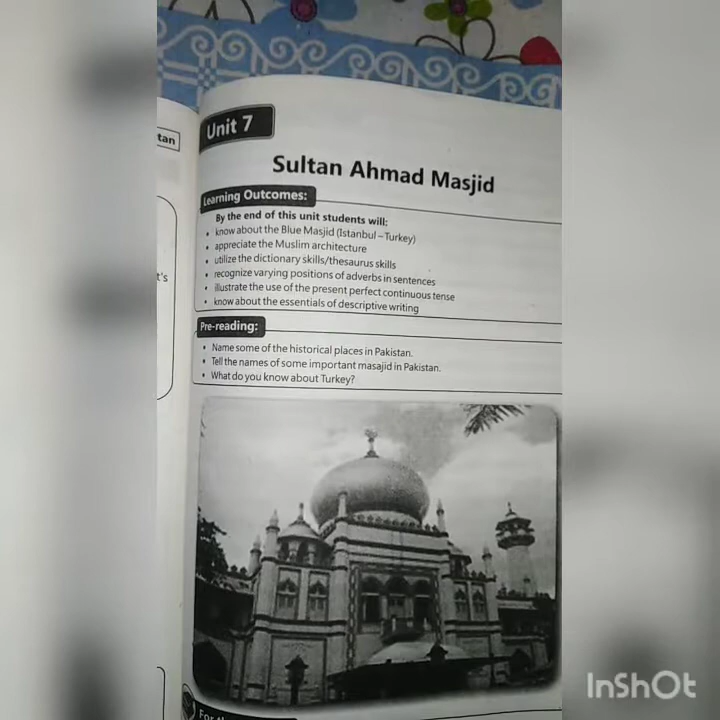 tan
t's
Unit 7
Sultan Ahmad Masjid
Learning Outcomes:
By the end of this unit students will:
• know about the Blue Masjid (Istanbul – Turkey)
• appreciate the Muslim architecture
• utilize the dictionary skills/thesaurus skills
• recognize varying positions of adverbs in sentences
• illustrate the use of the present perfect continuous tense
• know about the essentials of descriptive writing
Pre-reading:
• Name some of the historical places in Pakistan.
• Tell the names of some important masajid in Pakistan.
• What do you know about Turkey?
For
InShOt